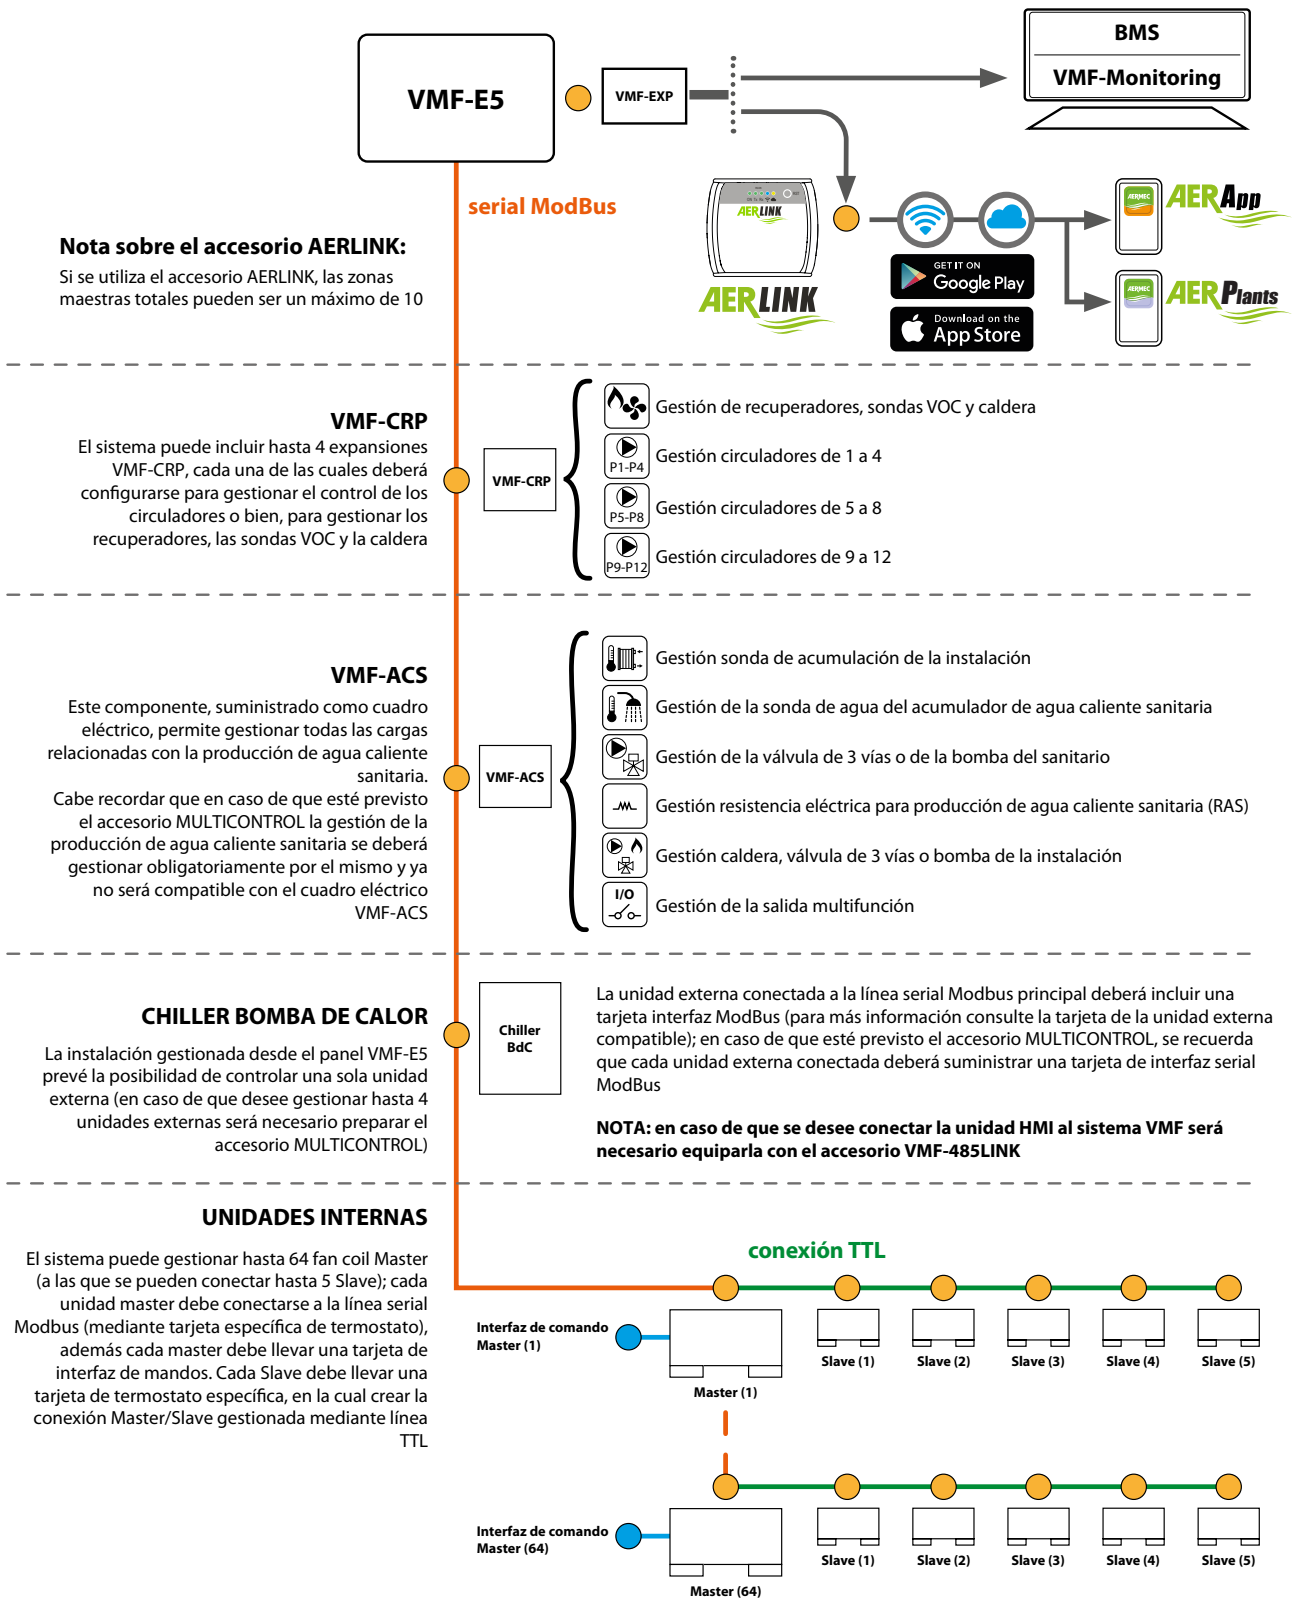 BMS
VMF-Monitoring
VMF-E5
VMF-EXP
serial ModBus
AERLINK
AERLINK
AERMEC
AERApp
GET IT ON
Google Play
Download on the
App Store
AERMEC
AERPlants
Nota sobre el accesorio AERLINK:
Si se utiliza el accesorio AERLINK, las zonas
maestras totales pueden ser un máximo de 10
VMF-CRP
El sistema puede incluir hasta 4 expansiones
VMF-CRP, cada una de las cuales deberá
configurarse para gestionar el control de los
circuladores o bien, para gestionar los
recuperadores, las sondas VOC y la caldera
VMF-CRP
Gestión de recuperadores, sondas VOC y caldera
P1-P4
Gestión circuladores de 1 a 4
P5-P8
Gestión circuladores de 5 a 8
P9-P12
Gestión circuladores de 9 a 12
VMF-ACS
Este componente, suministrado como cuadro
eléctrico, permite gestionar todas las cargas
relacionadas con la producción de agua caliente
sanitaria.
Cabe recordar que en caso de que esté previsto
el accesorio MULTICONTROL la gestión de la
producción de agua caliente sanitaria se deberá
gestionar obligatoriamente por el mismo y ya
no será compatible con el cuadro eléctrico
VMF-ACS
VMF-ACS
Gestión sonda de acumulación de la instalación
Gestión de la sonda de agua del acumulador de agua caliente sanitaria
Gestión de la válvula de 3 vías o de la bomba del sanitario
Gestión resistencia eléctrica para producción de agua caliente sanitaria (RAS)
Gestión caldera, válvula de 3 vías o bomba de la instalación
I/O
Gestión de la salida multifunción
CHILLER BOMBA DE CALOR
La instalación gestionada desde el panel VMF-E5
prevé la posibilidad de controlar una sola unidad
externa (en caso de que desee gestionar hasta 4
unidades externas será necesario preparar el
accesorio MULTICONTROL)
Chiller
BdC
La unidad externa conectada a la línea serial Modbus principal deberá incluir una
tarjeta interfaz ModBus (para más información consulte la tarjeta de la unidad externa
compatible); en caso de que esté previsto el accesorio MULTICONTROL, se recuerda
que cada unidad externa conectada deberá suministrar una tarjeta de interfaz serial
ModBus
NOTA: en caso de que se desee conectar la unidad HMI al sistema VMF será
necesario equiparla con el accesorio VMF-485LINK
UNIDADES INTERNAS
El sistema puede gestionar hasta 64 fan coil Master
(a las que se pueden conectar hasta 5 Slave); cada
unidad master debe conectarse a la línea serial
Modbus (mediante tarjeta específica de termostato),
además cada master debe llevar una tarjeta de
interfaz de mandos. Cada Slave debe llevar una
tarjeta de termostato específica, en la cual crear la
conexión Master/Slave gestionada mediante línea
TTL
conexión TTL
Interfaz de comando
Master (1)
Master (1)
Slave (1)
Slave (2)
Slave (3)
Slave (4)
Slave (5)
Interfaz de comando
Master (64)
Master (64)
Slave (1)
Slave (2)
Slave (3)
Slave (4)
Slave (5)